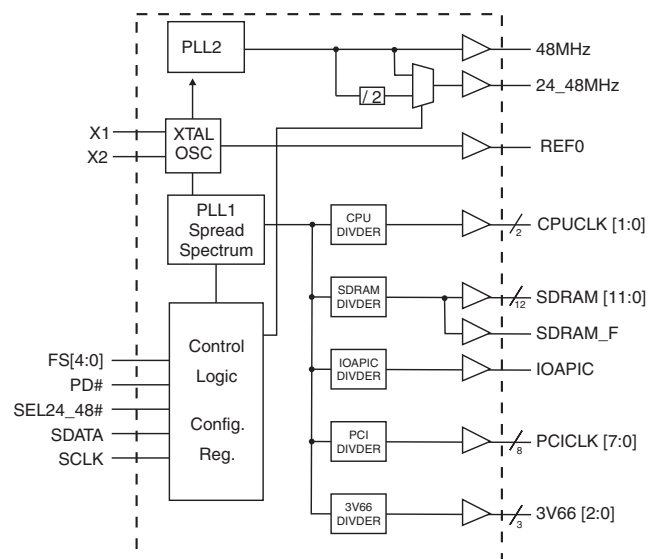 PLL2
48MHz
/ 2
24_48MHz
X1
X2
XTAL
OSC
REF0
PLL1
Spread
Spectrum
CPU
DIVDER
2
CPUCLK [1:0]
SDRAM
DIVDER
12
SDRAM [11:0]
SDRAM_F
Control
Logic
Config.
Reg.
FS[4:0]
PD#
SEL24_48#
SDATA
SCLK
IOAPIC
DIVDER
IOAPIC
PCI
DIVDER
8
PCICLK [7:0]
3V66
DIVDER
3
3V66 [2:0]